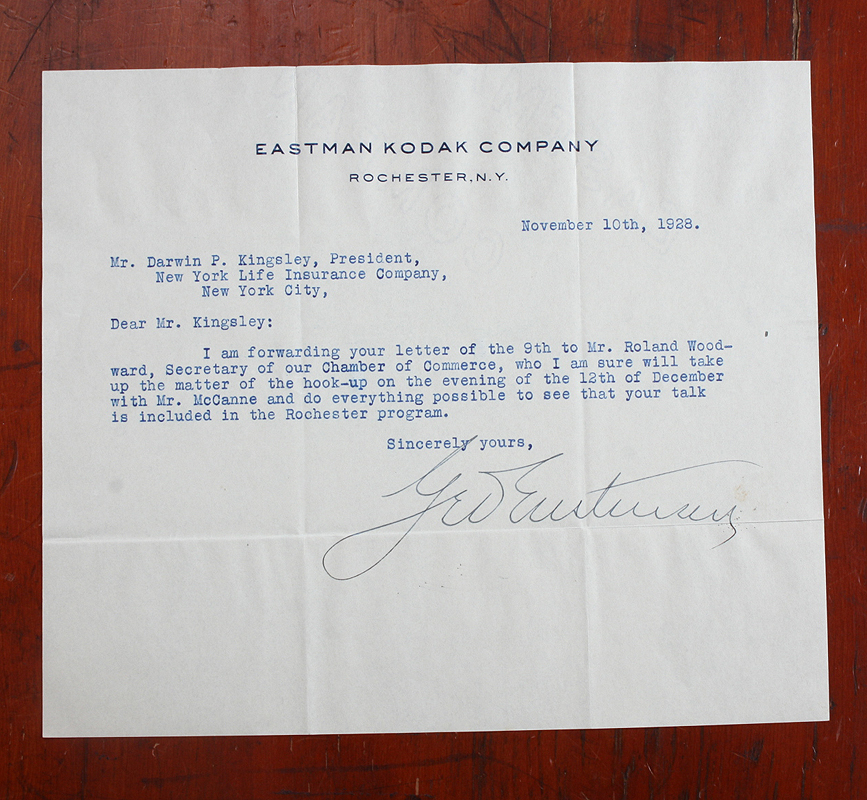 EASTMAN KODAK COMPANY
ROCHESTER, N.Y.
November 10th, 1928.
Mr. Darwin P. Kingsley, President,
New York Life Insurance Company,
New York City,
Dear Mr. Kingsley:
I am forwarding your letter of the 9th to Mr. Roland Wood-
ward, Secretary of our Chamber of Commerce, who I am sure will take
up the matter of the hook-up on the evening of the 12th of December
with Mr. McCanne and do everything possible to see that your talk
is included in the Rochester program.
Sincerely yours,
Geo Eastman